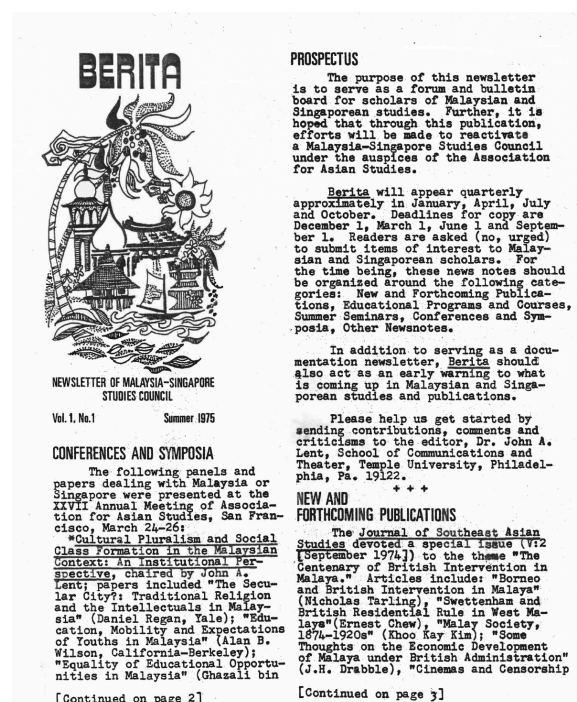 BERITA
NEWSLETTER OF MALAYSIA-SINGAPORE
STUDIES COUNCIL
Vol. 1, No.1 Summer 1975
CONFERENCES AND SYMPOSIA
The following panels and
papers dealing with Malaysia or
Singapore were presented at the
XXVII Annual Meeting of Associa-
tion for Asian Studies, San Fran-
cisco, March 24-26:
*Cultural Pluralism and Social
Class Formation in the Malaysian
Context: An Institutional Per-
spective, chaired by John A.
Lent; papers included "The Secu-
lar City?: Traditional Religion
and the Intellectuals in Malay-
sia" (Daniel Regan, Yale); "Edu-
cation, Mobility and Expectations
of Youths in Malaysia" (Alan B.
Wilson, California-Berkeley);
"Equality of Educational Opportu-
nities in Malaysia" (Ghazali bin
[Continued on page 2]
PROSPECTUS
The purpose of this newsletter
is to serve as a forum and bulletin
board for scholars of Malaysian and
Singaporean studies. Further, it is
hoped that through this publication,
efforts will be made to reactivate
a Malaysia-Singapore Studies Council
under the auspices of the Association
for Asian Studies.
Berita will appear quarterly
approximately in January, April, July
and October. Deadlines for copy are
December 1, March 1, June 1 and Septem-
ber 1. Readers are asked (no, urged)
to submit items of interest to Malay-
sian and Singaporean scholars. For
the time being, these news notes should
be organized around the following cate-
gories: New and Forthcoming Publica-
tions, Educational Programs and Courses,
Summer Seminars, Conferences and Sym-
posia, Other Newsnotes.
In addition to serving as a docu-
mentation newsletter, Berita should
also act as an early warning to what
is coming up in Malaysian and Singa-
porean studies and publications.
Please help us get started by
sending contributions, comments and
criticisms to the editor, Dr. John A.
Lent, School of Communications and
Theater, Temple University, Philadel-
phia, Pa. 19122.
+ + +
NEW AND
FORTHCOMING PUBLICATIONS
The Journal of Southeast Asian
Studies devoted a special issue (V:2
[September 1974]) to the theme "The
Centenary of British Intervention in
Malaya." Articles include: "Borneo
and British Intervention in Malaya"
(Nicholas Tarling), "Swettenham and
British Residential Rule in West Ma-
laya"(Ernest Chew), "Malay Society,
1874-1920s" (Khoo Kay Kim); "Some
Thoughts on the Economic Development
of Malaya under British Administration"
(J.H. Drabble), "Cinemas and Censorship
[Continued on page 3]